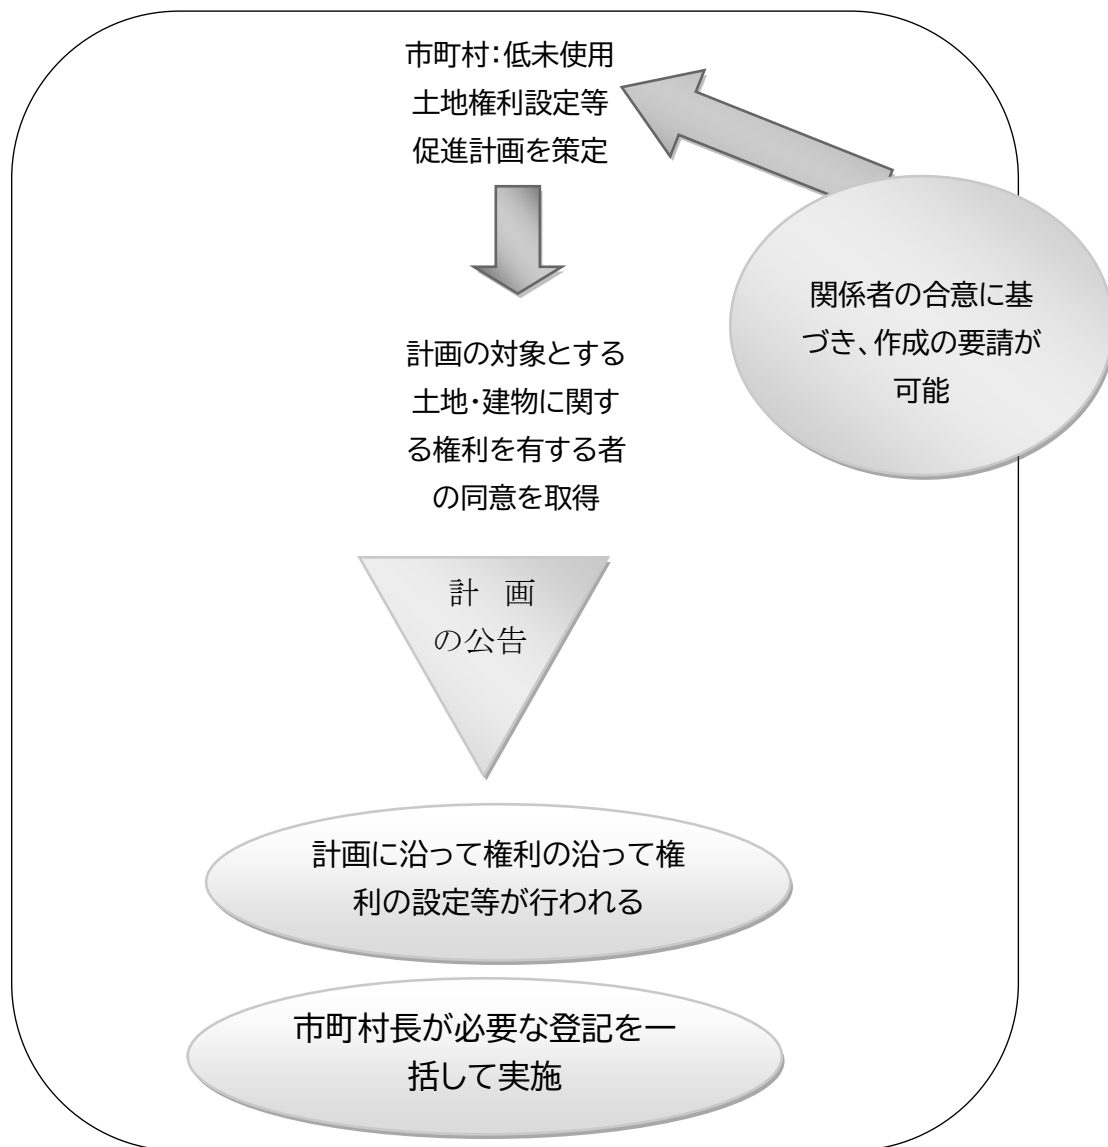 市町村：低未使用
土地権利設定等
促進計画を策定
関係者の合意に基
づき、作成の要請が
可能
計画の対象とする
土地・建物に関す
る権利を有する者
の同意を取得
計　画
の公告
計画に沿って権利の沿って権
利の設定等が行われる
市町村長が必要な登記を一
括して実施